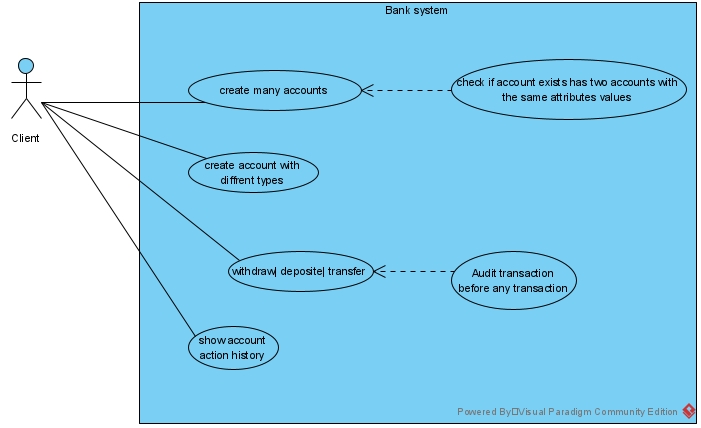 Bank system
Client
create many accounts
check if account exists has two accounts with
the same attributes values
create account with
diffrent types
withdraw| deposite| transfer
Audit transaction
before any transaction
show account
action history
Powered By Visual Paradigm Community Edition